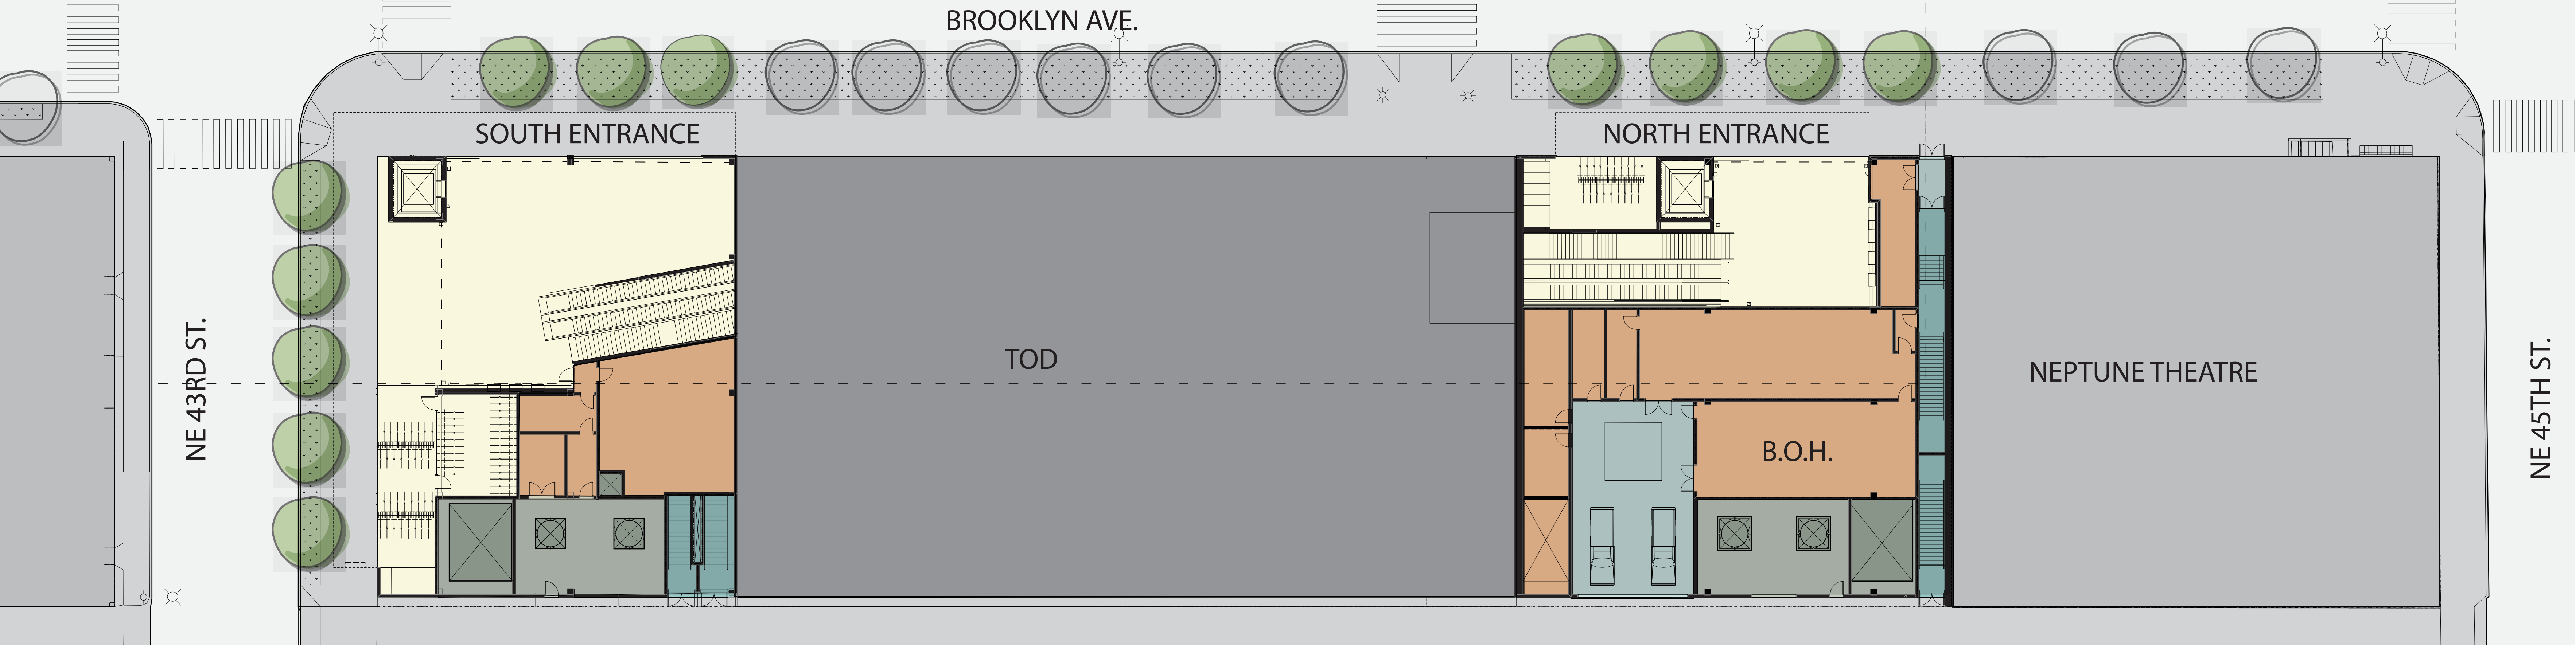 BROOKLYN AVE.
SOUTH ENTRANCE
NORTH ENTRANCE
NE 43RD ST.
TOD
NEPTUNE THEATRE
NE 45TH ST.
B.O.H.